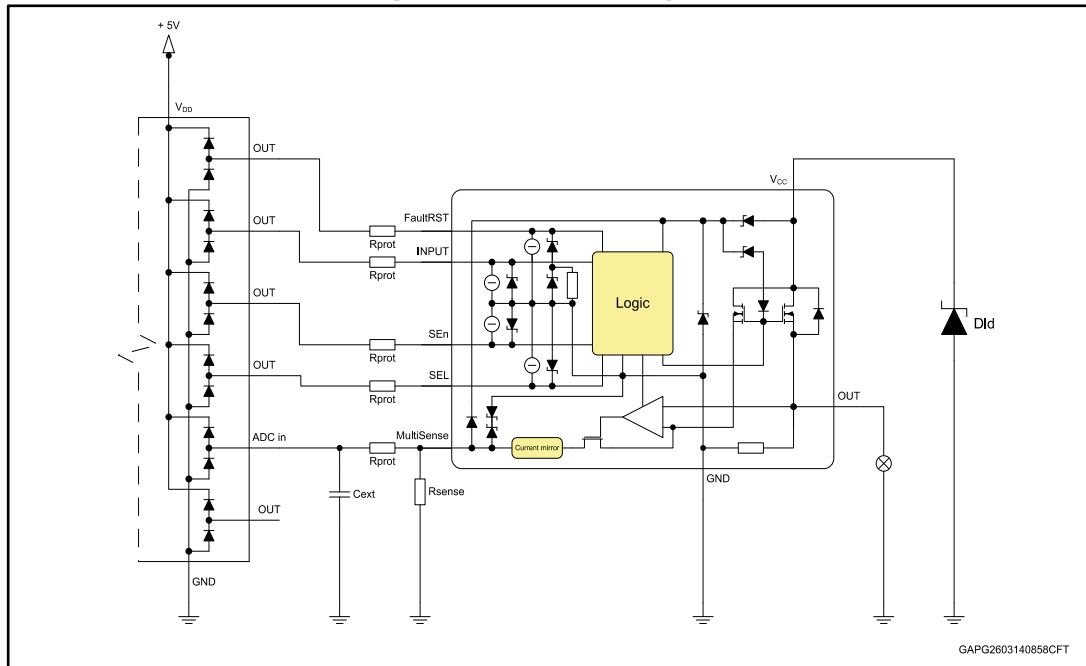 + 5V
VDD
OUT
OUT
OUT
OUT
ADC in
OUT
GND
Rprot
Rprot
Rprot
Rprot
Rprot
Cext
Rsense
FaultRST
INPUT
SEn
SEL
MultiSense
Logic
Current mirror
VCC
OUT
GND
Dld
GAPG2603140858CFT